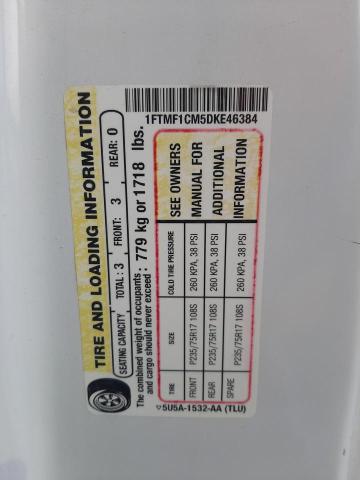 TIRE AND LOADING INFORMATION
SEATING CAPACITY TOTAL: 3 FRONT: 3 REAR: 0
The combined weight of occupants
and cargo should never exceed: 779 kg or 1718 lbs.
TIRE SIZE COLD TIRE PRESSURE SEE OWNERS
FRONT P235/75R17 108S 260 KPA, 38 PSI MANUAL FOR
REAR P235/75R17 108S 260 KPA, 38 PSI ADDITIONAL
SPARE P235/75R17 108S 260 KPA, 38 PSI INFORMATION
5U5A-1532-AA (TLU) 1FTMF1CM5DKE46384